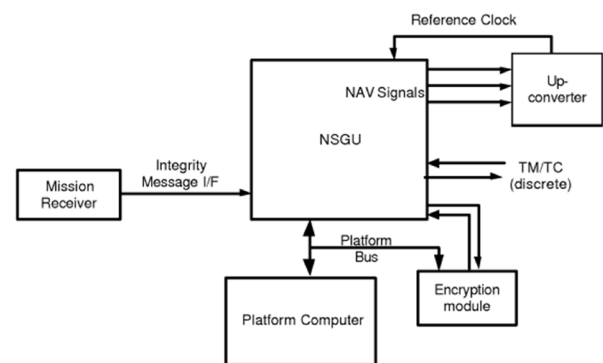 Reference Clock
NAV Signals
Up-
converter
NSGU
Integrity
Message I/F
Mission
Receiver
TM/TC
(discrete)
Platform
Bus
Encryption
module
Platform Computer